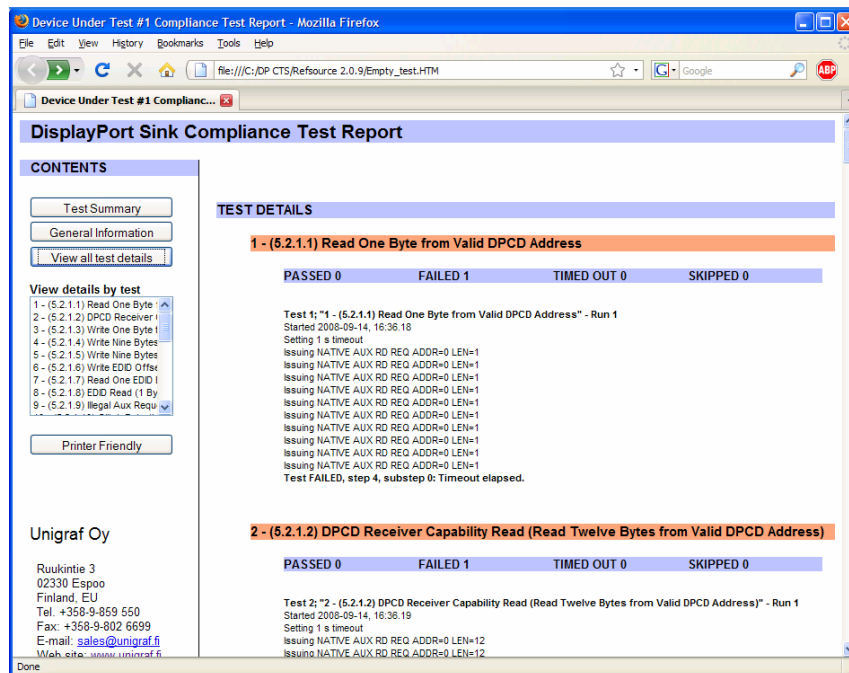 Device Under Test #1 Compliance Test Report - Mozilla Firefox
File Edit View History Bookmarks Tools Help
file:///C:/DP CTS/Refsource 2.0.9/Empty_test.HTM
Google
ABP
Device Under Test #1 Complianc...
DisplayPort Sink Compliance Test Report
CONTENTS
Test Summary
General Information
View all test details
View details by test
1 - (5.2.1.1) Read One Byte
2 - (5.2.1.2) DPCD Receiver
3 - (5.2.1.3) Write One Byte
4 - (5.2.1.4) Write Nine Bytes
5 - (5.2.1.5) Write Nine Bytes
6 - (5.2.1.6) Write EDID Offse
7 - (5.2.1.7) Read One EDID
8 - (5.2.1.8) EDID Read (1 By
9 - (5.2.1.9) Illegal Aux Requ
Printer Friendly
Unigraf Oy
Ruukintie 3
02330 Espoo
Finland, EU
Tel. +358-9-859 550
Fax: +358-9-802 6699
E-mail: sales@unigraf.fi
Web site: www.unigraf.fi
TEST DETAILS
1 - (5.2.1.1) Read One Byte from Valid DPCD Address
PASSED 0 FAILED 1 TIMED OUT 0 SKIPPED 0
Test 1; "1 - (5.2.1.1) Read One Byte from Valid DPCD Address" - Run 1
Started 2008-09-14, 16:36.18
Setting 1 s timeout
Issuing NATIVE AUX RD REQ ADDR=0 LEN=1
Issuing NATIVE AUX RD REQ ADDR=0 LEN=1
Issuing NATIVE AUX RD REQ ADDR=0 LEN=1
Issuing NATIVE AUX RD REQ ADDR=0 LEN=1
Issuing NATIVE AUX RD REQ ADDR=0 LEN=1
Issuing NATIVE AUX RD REQ ADDR=0 LEN=1
Issuing NATIVE AUX RD REQ ADDR=0 LEN=1
Issuing NATIVE AUX RD REQ ADDR=0 LEN=1
Issuing NATIVE AUX RD REQ ADDR=0 LEN=1
Issuing NATIVE AUX RD REQ ADDR=0 LEN=1
Test FAILED, step 4, substep 0: Timeout elapsed.
2 - (5.2.1.2) DPCD Receiver Capability Read (Read Twelve Bytes from Valid DPCD Address)
PASSED 0 FAILED 1 TIMED OUT 0 SKIPPED 0
Test 2; "2 - (5.2.1.2) DPCD Receiver Capability Read (Read Twelve Bytes from Valid DPCD Address)" - Run 1
Started 2008-09-14, 16:36.19
Setting 1 s timeout
Issuing NATIVE AUX RD REQ ADDR=0 LEN=12
Issuing NATIVE AUX RD REQ ADDR=0 LEN=12
Done